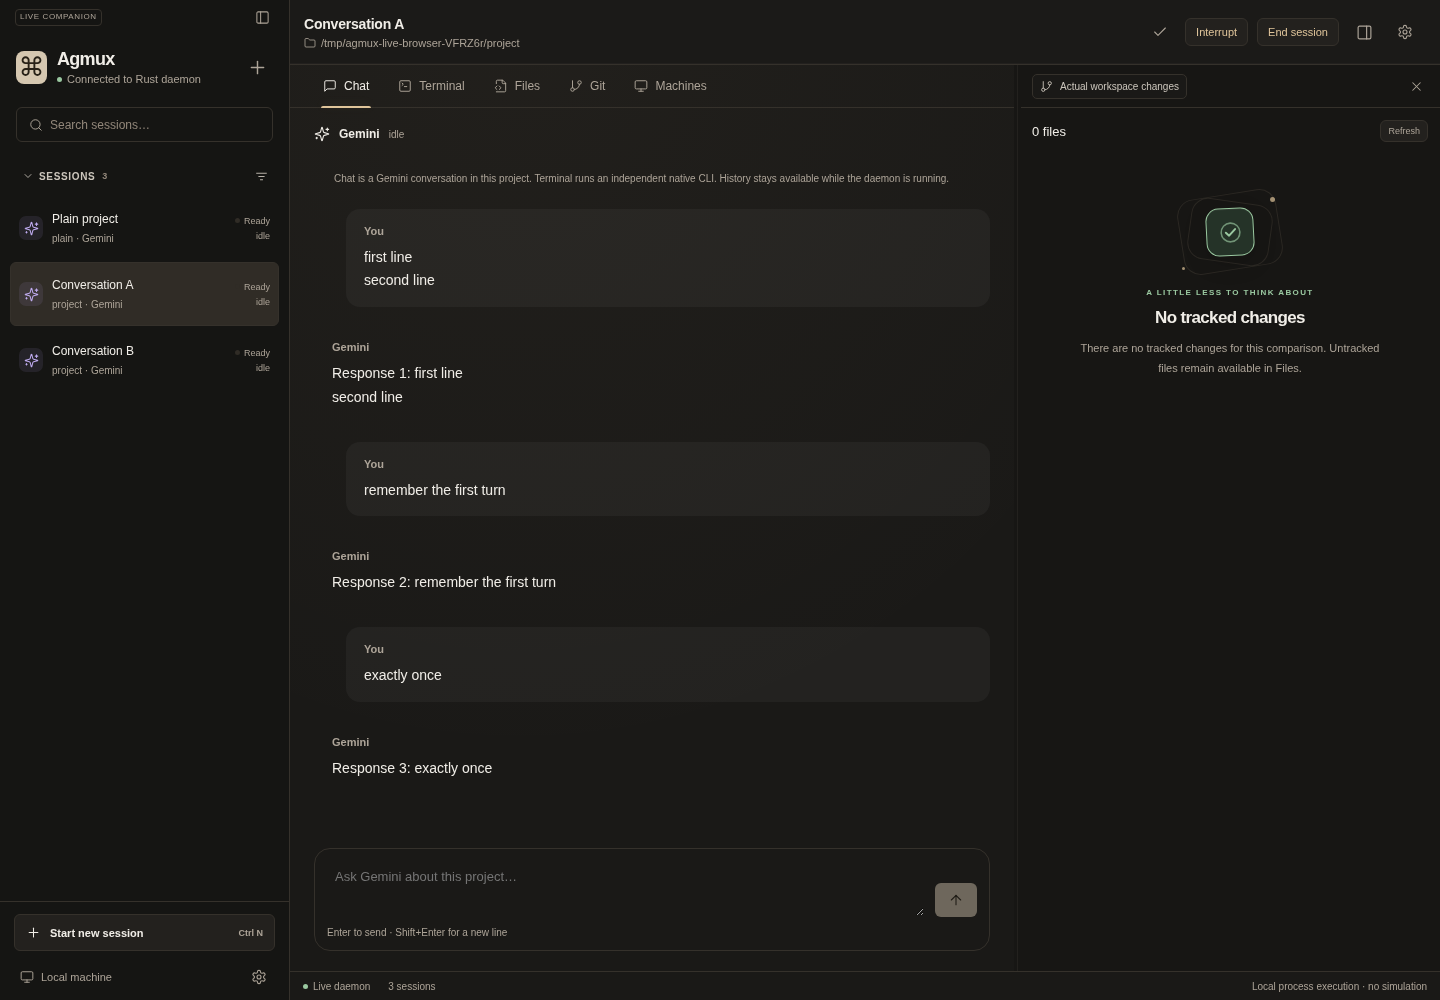 LIVE COMPANION
Agmux
Connected to Rust daemon
Search sessions…
SESSIONS 3
Plain project
Ready
plain · Gemini
idle
Conversation A
Ready
project · Gemini
idle
Conversation B
Ready
project · Gemini
idle
Start new session
Ctrl N
Local machine
Conversation A
/tmp/agmux-live-browser-VFRZ6r/project
Interrupt
End session
Chat
Terminal
Files
Git
Machines
Gemini idle
Chat is a Gemini conversation in this project. Terminal runs an independent native CLI. History stays available while the daemon is running.
You
first line
second line
Gemini
Response 1: first line
second line
You
remember the first turn
Gemini
Response 2: remember the first turn
You
exactly once
Gemini
Response 3: exactly once
Ask Gemini about this project…
Enter to send · Shift+Enter for a new line
Actual workspace changes
0 files
Refresh
A LITTLE LESS TO THINK ABOUT
No tracked changes
There are no tracked changes for this comparison. Untracked
files remain available in Files.
Live daemon
3 sessions
Local process execution · no simulation